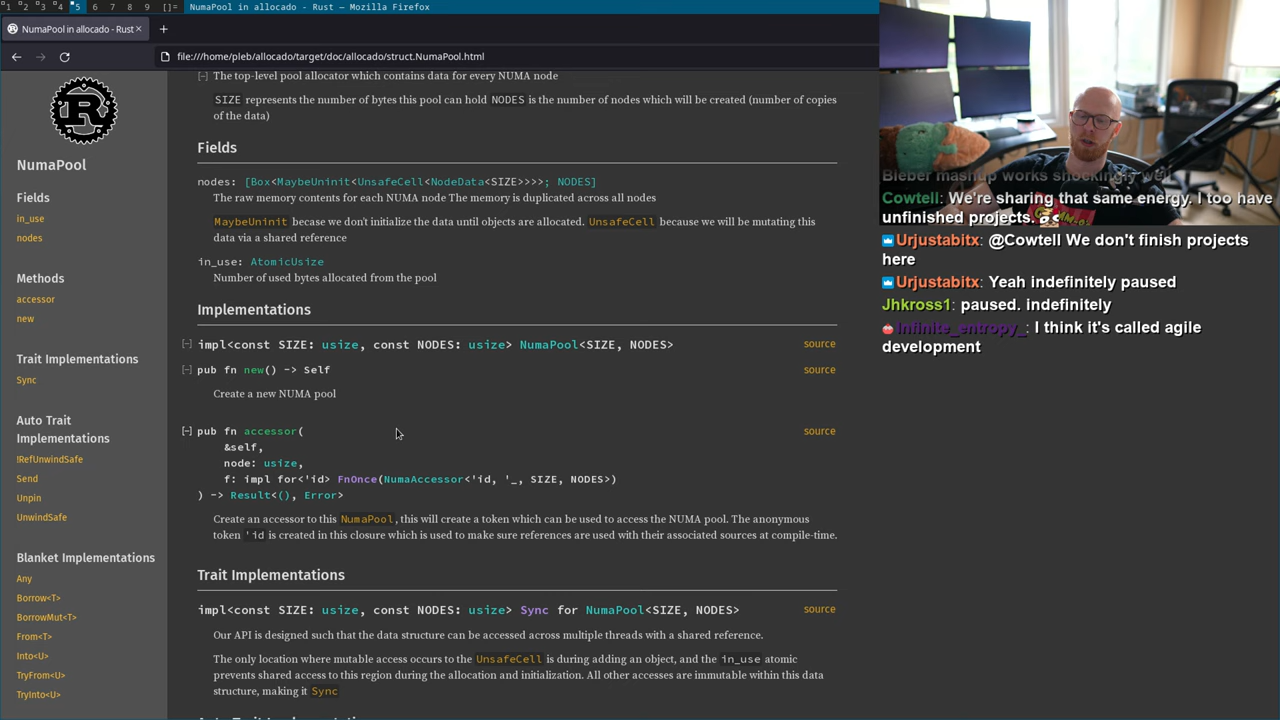 1 2 3 4 5 6 7 8 9 []= NumaPool in allocado - Rust — Mozilla Firefox
NumaPool in allocado - Rust × +
file:///home/pleb/allocado/target/doc/allocado/struct.NumaPool.html
NumaPool
Fields
in_use
nodes
Methods
accessor
new
Trait Implementations
Sync
Auto Trait
Implementations
!RefUnwindSafe
Send
Unpin
UnwindSafe
Blanket Implementations
Any
Borrow<T>
BorrowMut<T>
From<T>
Into<U>
TryFrom<U>
TryInto<U>
[−] The top-level pool allocator which contains data for every NUMA node
SIZE represents the number of bytes this pool can hold NODES is the number of nodes which will be created (number of copies
of the data)
Fields
nodes: [Box<MaybeUninit<UnsafeCell<NodeData<SIZE>>>>; NODES]
The raw memory contents for each NUMA node The memory is duplicated across all nodes
MaybeUninit becase we don't initialize the data until objects are allocated. UnsafeCell because we will be mutating this
data via a shared reference
in_use: AtomicUsize
Number of used bytes allocated from the pool
Implementations
[−] impl<const SIZE: usize, const NODES: usize> NumaPool<SIZE, NODES> source
[−] pub fn new() -> Self source
Create a new NUMA pool
[−] pub fn accessor( source
&self,
node: usize,
f: impl for<'id> FnOnce(NumaAccessor<'id, '_, SIZE, NODES>)
) -> Result<(), Error>
Create an accessor to this NumaPool, this will create a token which can be used to access the NUMA pool. The anonymous
token 'id is created in this closure which is used to make sure references are used with their associated sources at compile-time.
Trait Implementations
impl<const SIZE: usize, const NODES: usize> Sync for NumaPool<SIZE, NODES> source
Our API is designed such that the data structure can be accessed across multiple threads with a shared reference.
The only location where mutable access occurs to the UnsafeCell is during adding an object, and the in_use atomic
prevents shared access to this region during the allocation and initialization. All other accesses are immutable within this data
structure, making it Sync
Bieber mashup works shockingly well
Cowtell: We're sharing that same energy. I too have
unfinished projects.
Urjustabitx: @Cowtell We don't finish projects
here
Urjustabitx: Yeah indefinitely paused
Jhkross1: paused. indefinitely
Infinite_entropy_: I think it's called agile
development